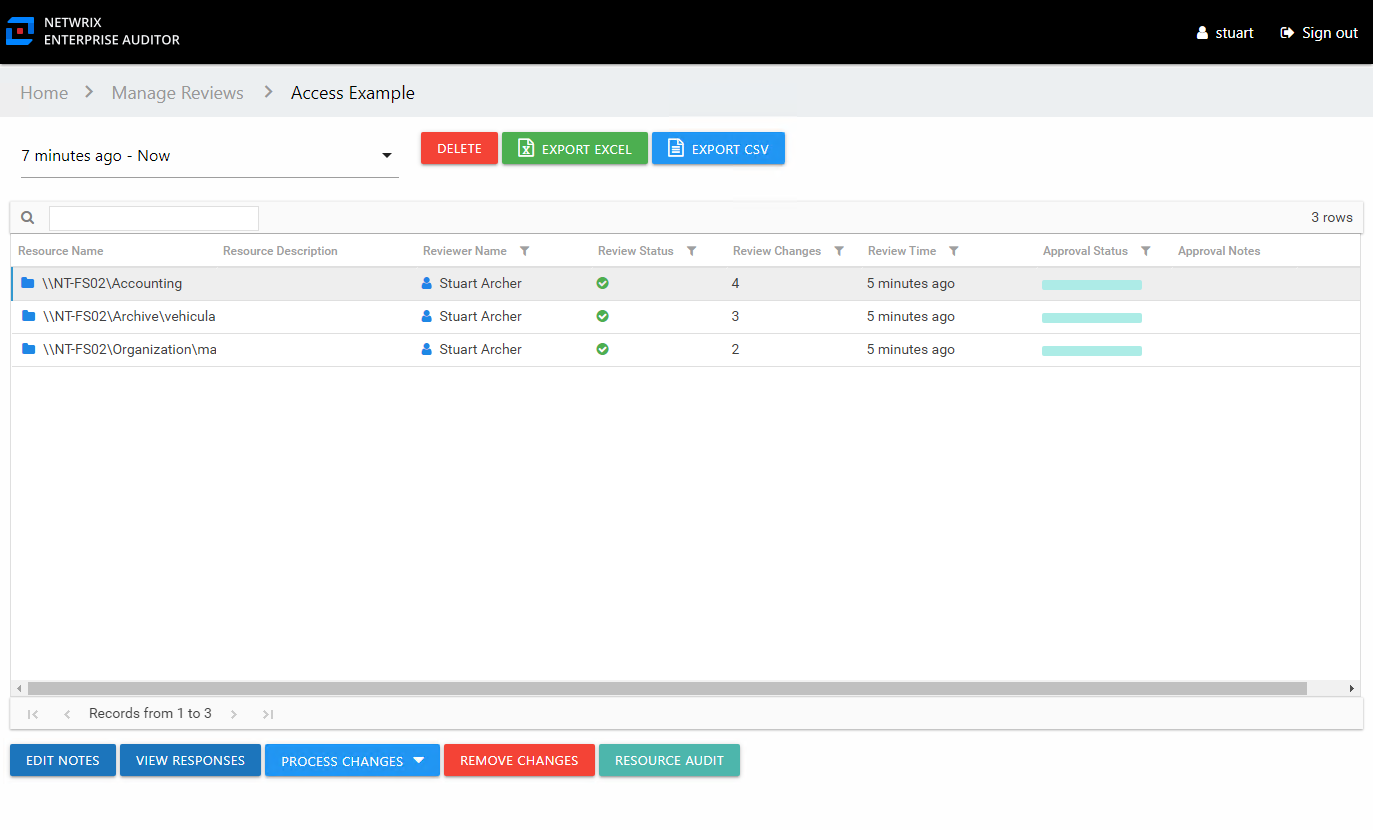 NETWRIX
ENTERPRISE AUDITOR
stuart
Sign out
Home
Manage Reviews
Access Example
7 minutes ago - Now
DELETE
EXPORT EXCEL
EXPORT CSV
3 rows
Resource Name Resource Description Reviewer Name Review Status Review Changes Review Time Approval Status Approval Notes
\\NT-FS02\Accounting Stuart Archer 4 5 minutes ago
\\NT-FS02\Archive\vehicula Stuart Archer 3 5 minutes ago
\\NT-FS02\Organization\ma Stuart Archer 2 5 minutes ago
Records from 1 to 3
EDIT NOTES
VIEW RESPONSES
PROCESS CHANGES
REMOVE CHANGES
RESOURCE AUDIT